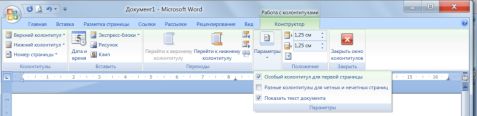 Документ1 - Microsoft Word
Работа с колонтитулами
Главная Вставка Разметка страницы Ссылки Рассылки Рецензирование Вид Конструктор
Верхний колонтитул
Нижний колонтитул
Номер страницы
Колонтитулы
Дата и время
Экспресс-блоки
Рисунок
Клип
Вставить
Перейти к верхнему колонтитулу
Перейти к нижнему колонтитулу
Переходы
Параметры
1,25 см
1,25 см
Положение
Закрыть окно колонтитулов
Закрыть
Особый колонтитул для первой страницы
Разные колонтитулы для четных и нечетных страниц
Показать текст документа
Параметры